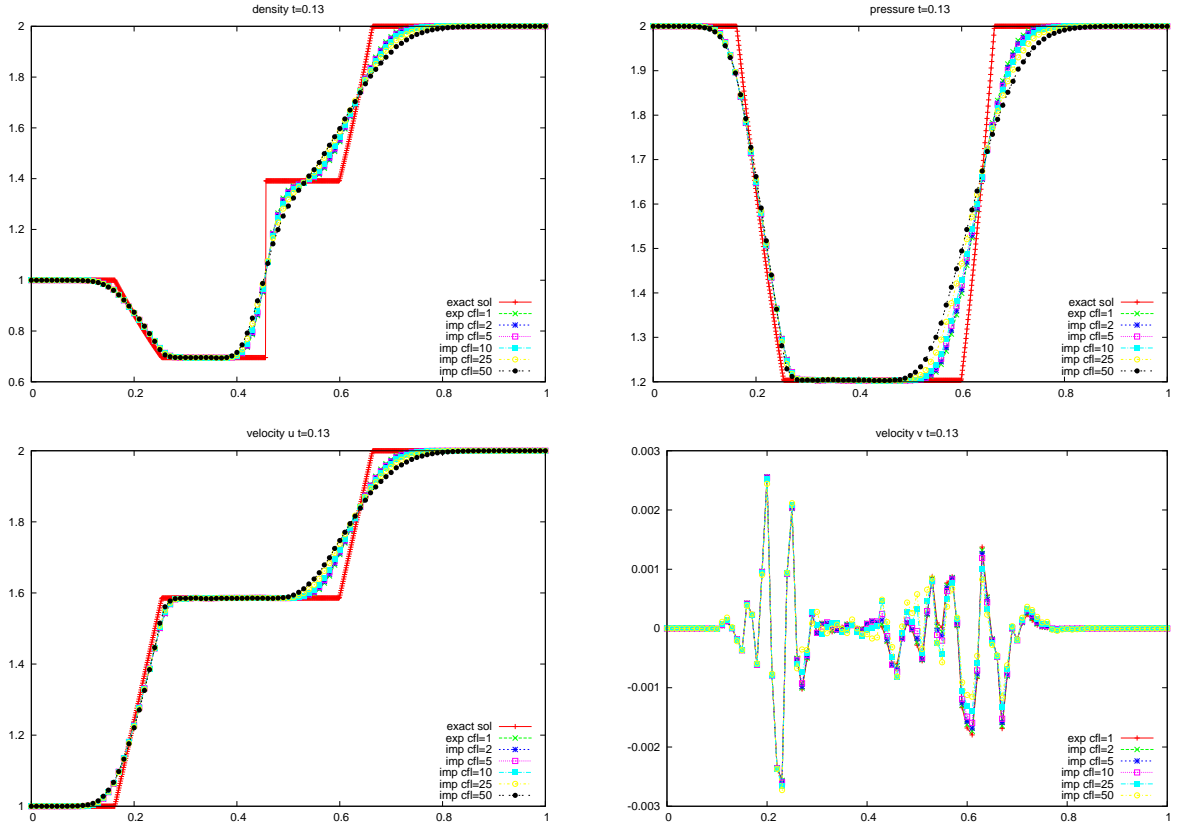 density t=0.13
2
1.8
1.6
1.4
1.2
1
0.8
0.6
0
0.2
0.4
0.6
0.8
1
exact sol
exp cfl=1
imp cfl=2
imp cfl=5
imp cfl=10
imp cfl=25
imp cfl=50
pressure t=0.13
2
1.9
1.8
1.7
1.6
1.5
1.4
1.3
1.2
0
0.2
0.4
0.6
0.8
1
exact sol
exp cfl=1
imp cfl=2
imp cfl=5
imp cfl=10
imp cfl=25
imp cfl=50
velocity u t=0.13
2
1.8
1.6
1.4
1.2
1
0
0.2
0.4
0.6
0.8
1
exact sol
exp cfl=1
imp cfl=2
imp cfl=5
imp cfl=10
imp cfl=25
imp cfl=50
velocity v t=0.13
0.003
0.002
0.001
0
-0.001
-0.002
-0.003
0
0.2
0.4
0.6
0.8
1
exp cfl=1
imp cfl=2
imp cfl=5
imp cfl=10
imp cfl=25
imp cfl=50